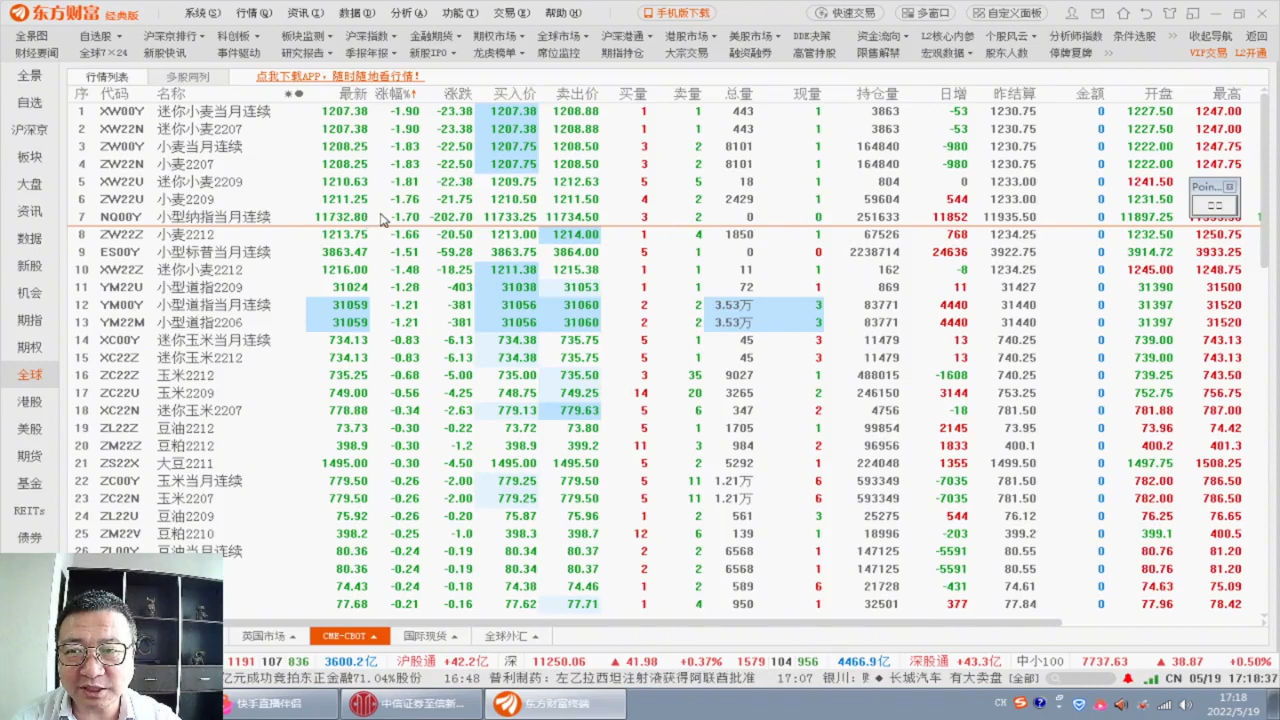 东方财富 经典版 系统(S) 行情(Q) 资讯(I) 数据(D) 分析(A) 功能(T) 交易(E) 帮助(H) 手机版下载 快速交易 多窗口 自定义面板
全景图 自选股 沪深京排行 科创板 板块监测 沪深指数 金融期货 期权市场 全球市场 沪深港通 港股市场 美股市场 DDE决策 资金流向 L2核心内参 个股风云 分析师指数 条件选股 收起导航 返回
财经要闻 全球7×24 新股快讯 事件驱动 研究报告 季报年报 新股IPO 龙虎榜单 席位监控 期指持仓 大宗交易 融资融券 高管持股 限售解禁 宏观数据 股东人数 停牌复牌 VIP交易 L2开通
全景
自选
沪深京
板块
大盘
资讯
数据
新股
机会
期指
期权
全球
港股
美股
期货
基金
REITs
债券
行情列表 多股同列 点我下载APP，随时随地看行情！
序 代码 名称 最新 涨幅%↑ 涨跌 买入价 卖出价 买量 卖量 总量 现量 持仓量 日增 昨结算 金额 开盘 最高
1 XW00Y 迷你小麦当月连续 1207.38 -1.90 -23.38 1207.38 1208.88 1 1 443 1 3863 -53 1230.75 0 1227.50 1247.00
2 XW22N 迷你小麦2207 1207.38 -1.90 -23.38 1207.38 1208.88 1 1 443 1 3863 -53 1230.75 0 1227.50 1247.00
3 ZW00Y 小麦当月连续 1208.25 -1.83 -22.50 1207.75 1208.50 3 2 8101 1 164840 -980 1230.75 0 1222.00 1247.75
4 ZW22N 小麦2207 1208.25 -1.83 -22.50 1207.75 1208.50 3 2 8101 1 164840 -980 1230.75 0 1222.00 1247.75
5 XW22U 迷你小麦2209 1210.63 -1.81 -22.38 1209.75 1212.63 5 5 18 1 804 0 1233.00 0 1241.50
6 ZW22U 小麦2209 1211.25 -1.76 -21.75 1210.50 1211.50 4 2 2429 1 59604 544 1233.00 0 1231.50
7 NQ00Y 小型纳指当月连续 11732.80 -1.70 -202.70 11733.25 11734.50 3 2 0 0 251633 11852 11935.50 0 11897.25
8 ZW22Z 小麦2212 1213.75 -1.66 -20.50 1213.00 1214.00 1 4 1850 1 67526 768 1234.25 0 1232.50 1250.75
9 ES00Y 小型标普当月连续 3863.47 -1.51 -59.28 3863.75 3864.00 5 1 0 0 2238714 24636 3922.75 0 3914.72 3933.25
10 XW22Z 迷你小麦2212 1216.00 -1.48 -18.25 1211.38 1215.38 1 1 11 1 162 -8 1234.25 0 1245.00 1248.75
11 YM22U 小型道指2209 31024 -1.28 -403 31038 31053 1 1 72 1 869 11 31427 0 31390 31500
12 YM00Y 小型道指当月连续 31059 -1.21 -381 31056 31060 2 2 3.53万 3 83771 4440 31440 0 31397 31520
13 YM22M 小型道指2206 31059 -1.21 -381 31056 31060 2 2 3.53万 3 83771 4440 31440 0 31397 31520
14 XC00Y 迷你玉米当月连续 734.13 -0.83 -6.13 734.38 735.75 5 1 45 3 11479 13 740.25 0 739.00 743.13
15 XC22Z 迷你玉米2212 734.13 -0.83 -6.13 734.38 735.75 5 1 45 3 11479 13 740.25 0 739.00 743.13
16 ZC22Z 玉米2212 735.25 -0.68 -5.00 735.00 735.50 3 35 9027 1 488015 -1608 740.25 0 739.25 743.50
17 ZC22U 玉米2209 749.00 -0.56 -4.25 748.75 749.25 14 20 3265 2 246150 3144 753.25 0 752.75 756.75
18 XC22N 迷你玉米2207 778.88 -0.34 -2.63 779.13 779.63 5 6 347 2 4756 -18 781.50 0 781.88 787.00
19 ZL22Z 豆油2212 73.73 -0.30 -0.22 73.72 73.80 5 1 1705 1 99854 2145 73.95 0 73.96 74.42
20 ZM22Z 豆粕2212 398.9 -0.30 -1.2 398.9 399.2 11 3 984 2 96956 1833 400.1 0 400.2 401.3
21 ZS22X 大豆2211 1495.00 -0.30 -4.50 1495.00 1495.50 5 2 5292 1 224048 1355 1499.50 0 1497.75 1508.25
22 ZC00Y 玉米当月连续 779.50 -0.26 -2.00 779.25 779.50 5 11 1.21万 6 593349 -7035 781.50 0 782.00 786.50
23 ZC22N 玉米2207 779.50 -0.26 -2.00 779.25 779.50 5 11 1.21万 6 593349 -7035 781.50 0 782.00 786.50
24 ZL22U 豆油2209 75.92 -0.26 -0.20 75.87 75.96 1 2 561 3 25275 544 76.12 0 76.25 76.65
25 ZM22V 豆粕2210 398.2 -0.25 -1.0 398.3 398.7 12 6 139 1 18996 -203 399.2 0 399.1 400.5
26 ZL00Y 豆油当月连续 80.36 -0.24 -0.19 80.34 80.37 2 2 6568 1 147125 -5591 80.55 0 80.76 81.20
80.36 -0.24 -0.19 80.34 80.37 2 2 6568 1 147125 -5591 80.55 0 80.76 81.20
74.43 -0.24 -0.18 74.38 74.46 1 2 589 6 21728 -431 74.61 0 74.63 75.09
77.68 -0.21 -0.16 77.62 77.71 1 4 950 1 32501 377 77.84 0 77.96 78.42
Poin...
英国市场 CME-CBOT 国际现货 全球外汇
1191 107 836 3600.2亿 沪股通 +42.2亿 深 11250.06 ▲ 41.98 +0.37% 1579 104 956 4466.9亿 深股通 +43.3亿 中小100 7737.63 ▲ 38.87 +0.50%
亿元成功竞拍东正金融71.04%股份 16:48 普利制药：左乙拉西坦注射液获得阿联酋批准 17:07 银川 长城汽车 有大卖盘 CN 05/19 17:18:37
快手直播伴侣 中信证券至信新... 东方财富终端 CH 17:18
2022/5/19